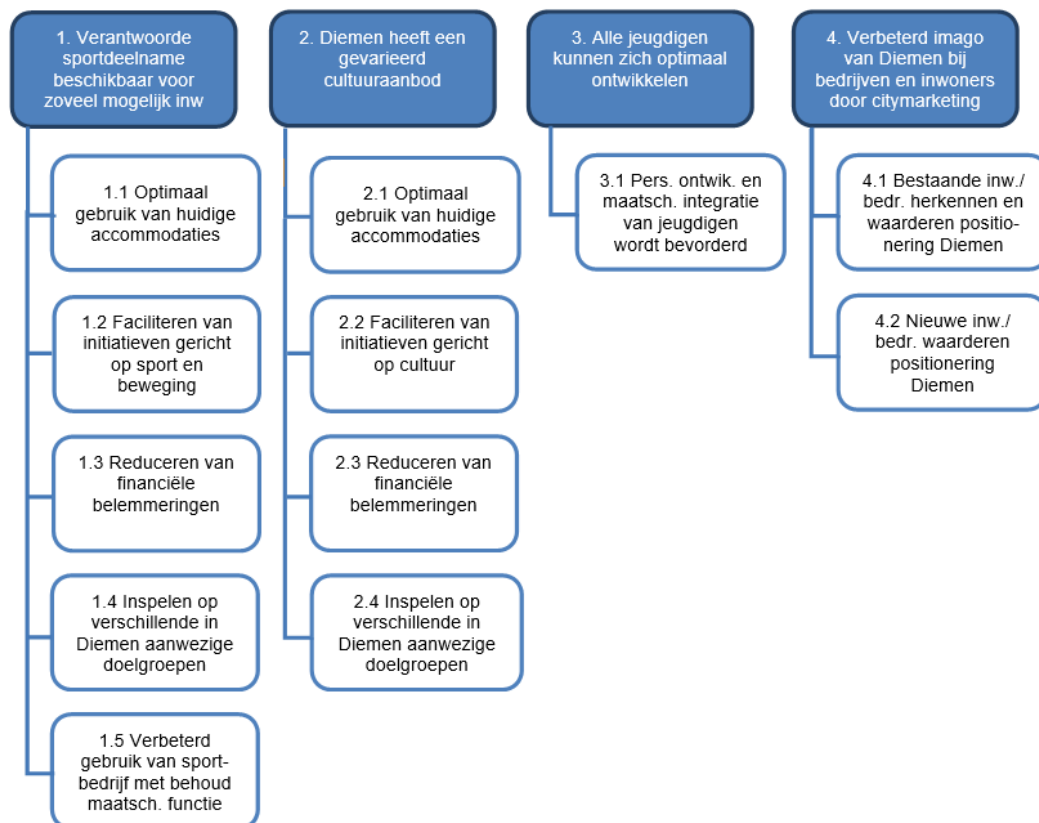 1. Verantwoorde
sportdeelname
beschikbaar voor
zoveel mogelijk inw
1.1 Optimaal
gebruik van huidige
accommodaties
1.2 Faciliteren van
initiatieven gericht
op sport en
beweging
1.3 Reduceren van
financiële
belemmeringen
1.4 Inspelen op
verschillende in
Diemen aanwezige
doelgroepen
1.5 Verbeterd
gebruik van sport-
bedrijf met behoud
maatsch. functie
2. Diemen heeft een
gevarieerd
cultuuraanbod
2.1 Optimaal
gebruik van huidige
accommodaties
2.2 Faciliteren van
initiatieven gericht
op cultuur
2.3 Reduceren van
financiële
belemmeringen
2.4 Inspelen op
verschillende in
Diemen aanwezige
doelgroepen
3. Alle jeugdigen
kunnen zich optimaal
ontwikkelen
3.1 Pers. ontwik. en
maatsch. integratie
van jeugdigen
wordt bevorderd
4. Verbeterd imago
van Diemen bij
bedrijven en inwoners
door citymarketing
4.1 Bestaande inw./
bedr. herkennen en
waarderen positio-
nering Diemen
4.2 Nieuwe inw./
bedr. waarderen
positionering
Diemen